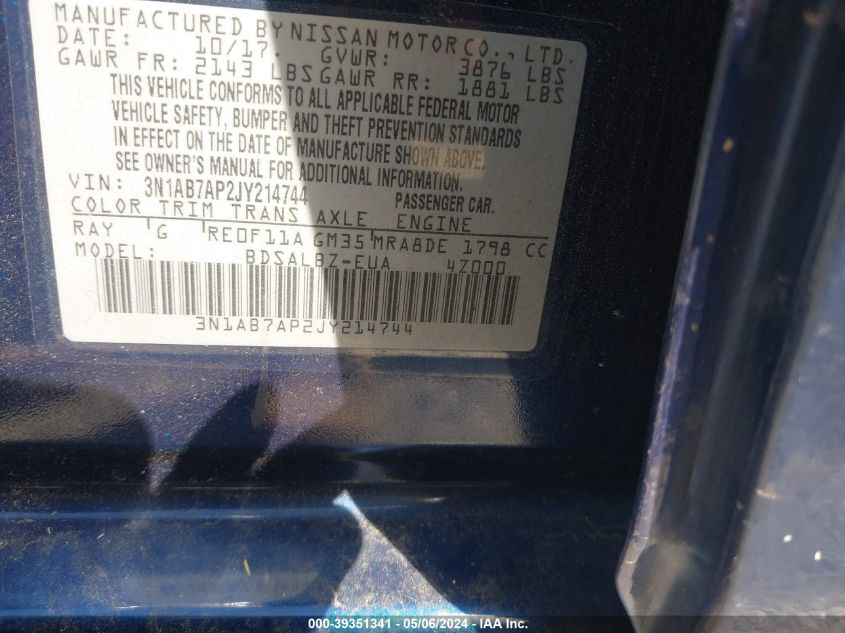 MANUFACTURED BY NISSAN MOTOR CO., LTD.
DATE: 10/17. GVWR: 3876 LBS
GAWR FR: 2143 LBS GAWR RR: 1881 LBS
THIS VEHICLE CONFORMS TO ALL APPLICABLE FEDERAL MOTOR
VEHICLE SAFETY, BUMPER AND THEFT PREVENTION STANDARDS
IN EFFECT ON THE DATE OF MANUFACTURE SHOWN ABOVE.
SEE OWNER'S MANUAL FOR ADDITIONAL INFORMATION.
VIN: 3N1AB7AP2JY214744 PASSENGER CAR.
COLOR TRIM TRANS AXLE ENGINE
RAY G RE0F11A GM35 MRA8DE 1798 CC
MODEL: BDSALBZ-EUA 4Z000
3N1AB7AP2JY214744
000-39351341 - 05/06/2024 - IAA Inc.